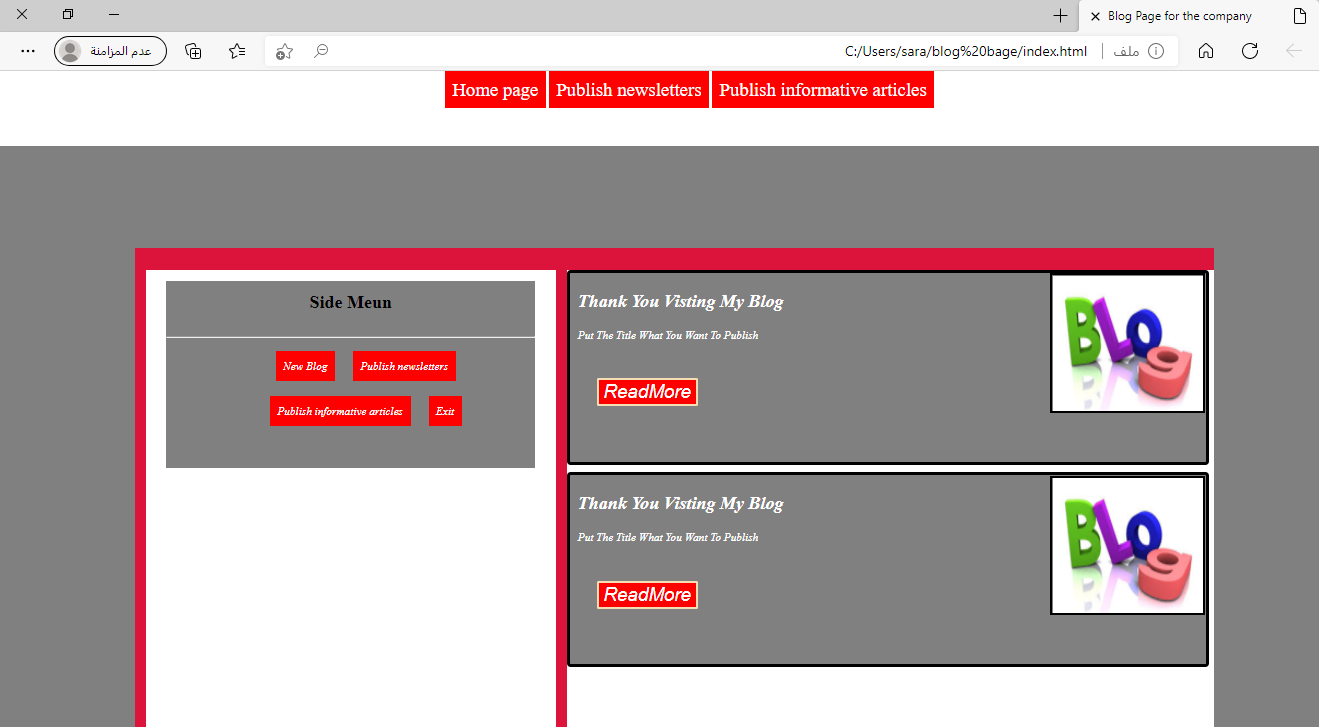 Blog Page for the company
عدم المزامنة
C:/Users/sara/blog%20bage/index.html
ملف
Home page
Publish newsletters
Publish informative articles
Side Meun
New Blog
Publish newsletters
Publish informative articles
Exit
Thank You Visting My Blog
Put The Title What You Want To Publish
ReadMore
BLOg
Thank You Visting My Blog
Put The Title What You Want To Publish
ReadMore
BLOg